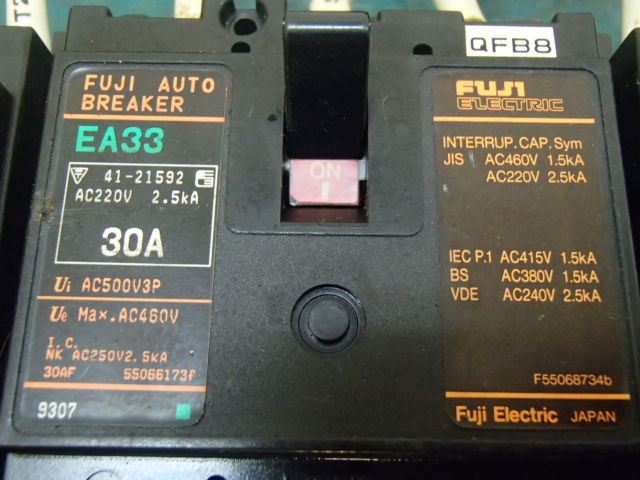 T2
QFB8
FUJI AUTO
BREAKER
EA33
41-21592
AC220V 2.5kA
30A
Ui AC500V3P
Ue Max.AC460V
I.C.
NK AC250V2.5kA
30AF 55066173f
9307
ON
I
FUJI
ELECTRIC
INTERRUP.CAP.Sym
JIS AC460V 1.5kA
AC220V 2.5kA
IEC P.1 AC415V 1.5kA
BS AC380V 1.5kA
VDE AC240V 2.5kA
F55068734b
Fuji Electric JAPAN